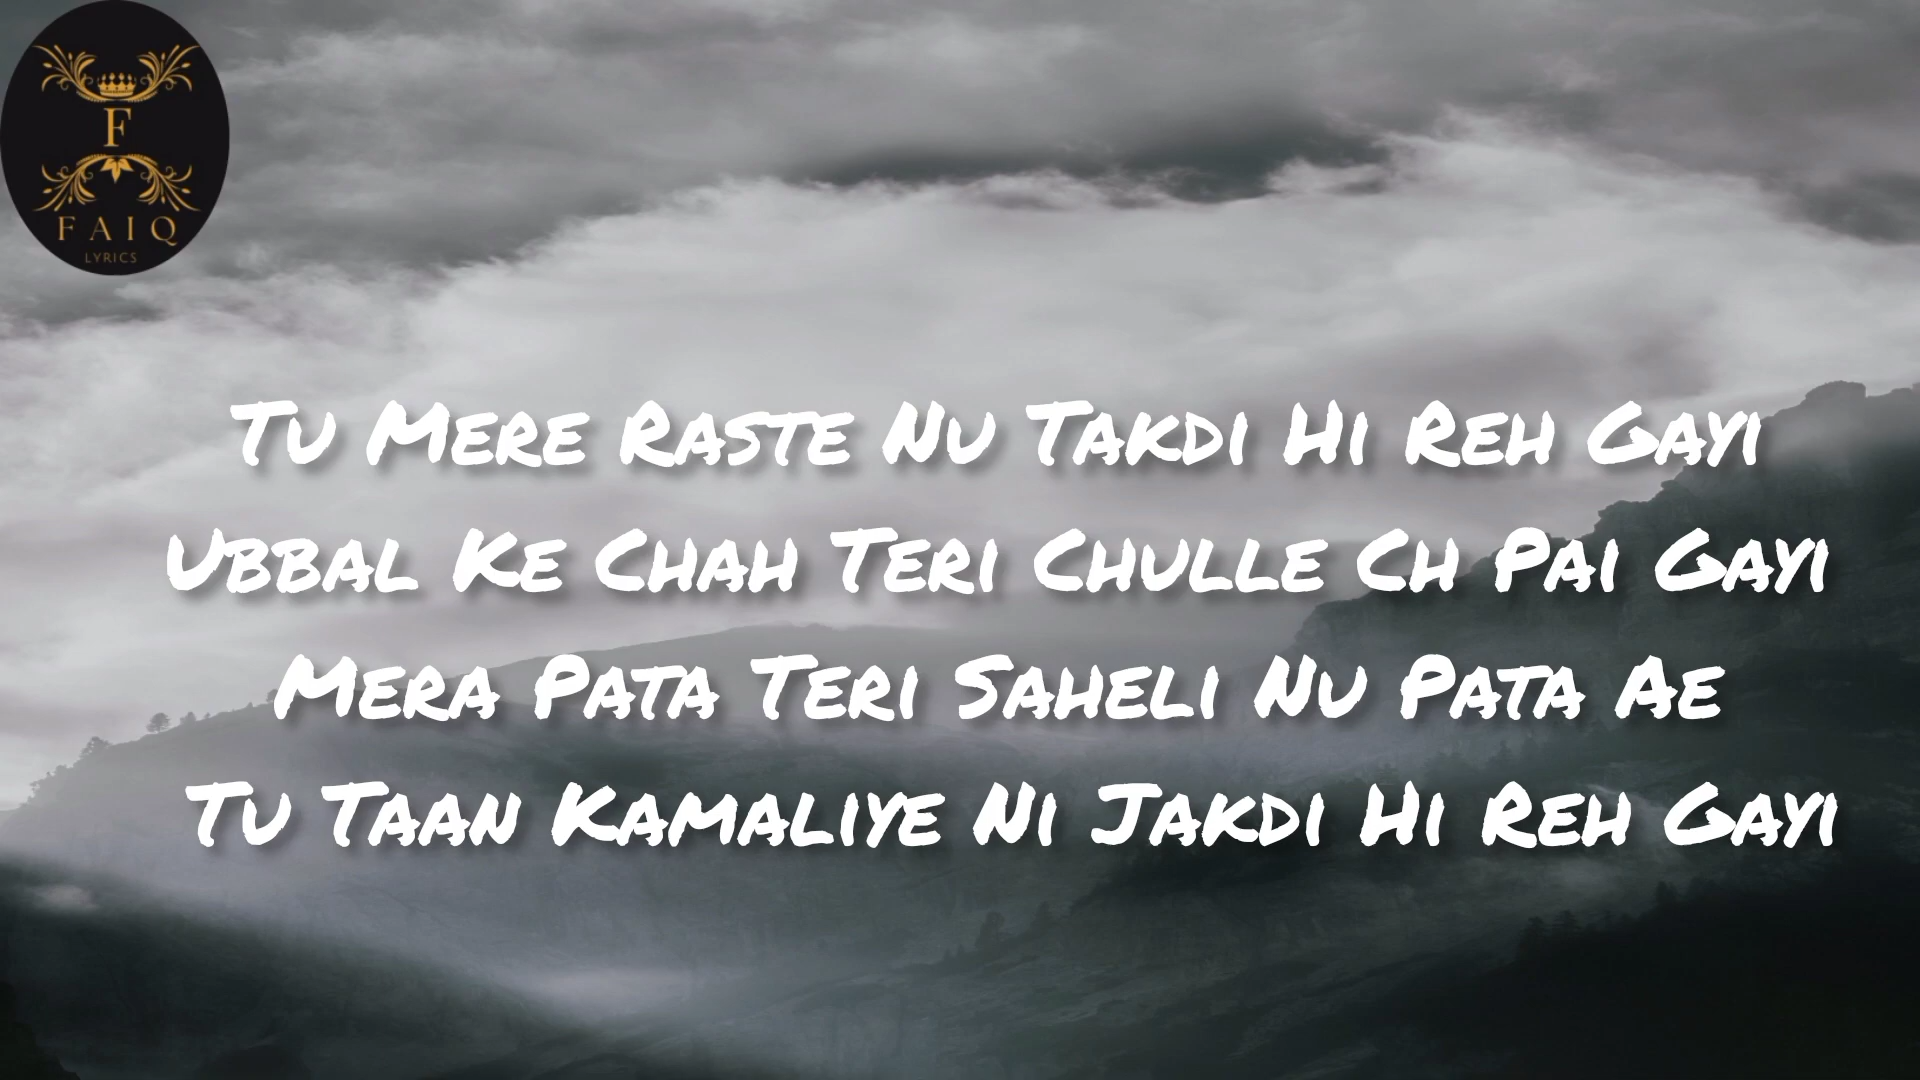 F
FAIQ
LYRICS
Tu Mere Raste Nu Takdi Hi Reh Gayi
Ubbal Ke Chah Teri Chulle Ch Pai Gayi
Mera Pata Teri Saheli Nu Pata Ae
Tu Taan Kamaliye Ni Jakdi Hi Reh Gayi